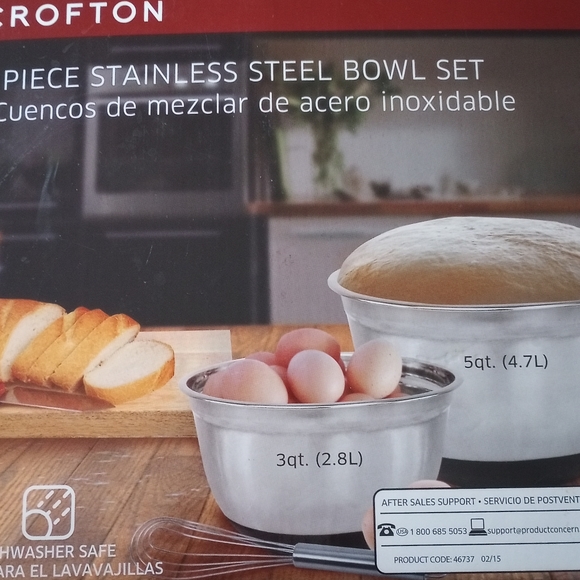 CROFTON
PIECE STAINLESS STEEL BOWL SET
Cuencos de mezclar de acero inoxidable
5qt. (4.7L)
3qt. (2.8L)
HWASHER SAFE
ARA EL LAVAVAJILLAS
AFTER SALES SUPPORT • SERVICIO DE POSTVENT
USA 1 800 685 5053 support@productconcern
PRODUCT CODE: 46737 02/15